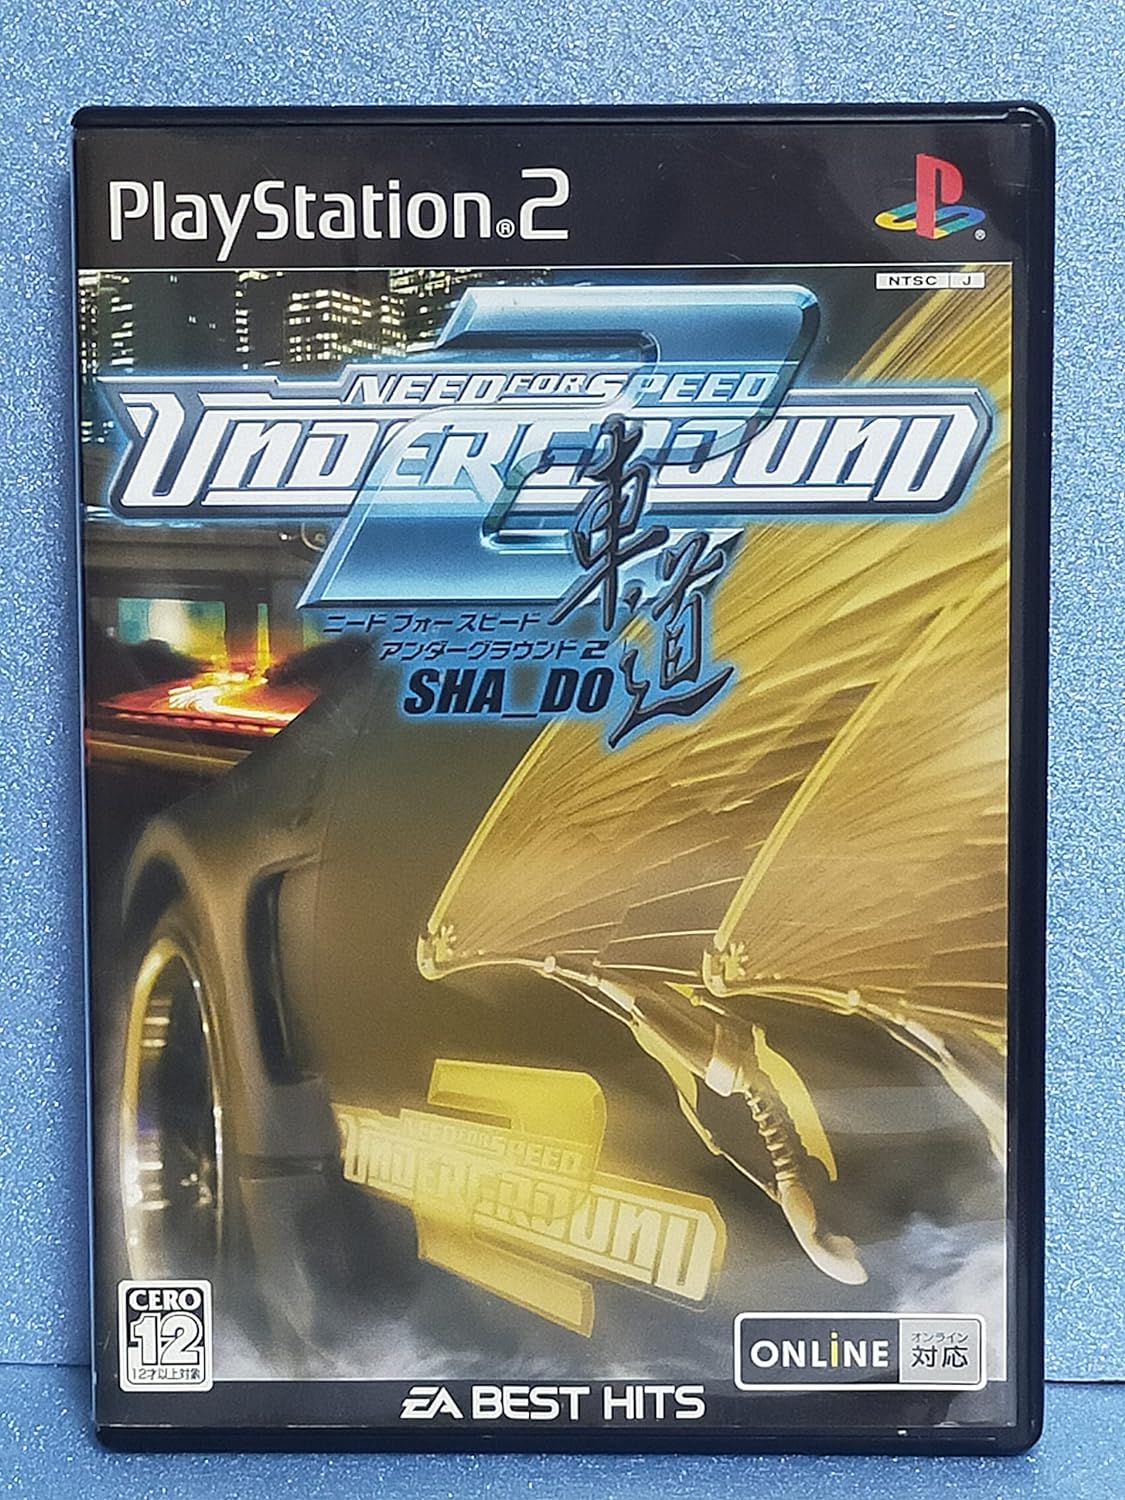 PlayStation®2
NTSC J
NEED FOR SPEED
UNDERGROUND
2
車道
ニード フォー スピード
アンダーグラウンド 2
SHA_DO
NEED FOR SPEED
UNDERGROUND
2
CERO
12
12才以上対象
ONLiNE
オンライン
対応
EA BEST HITS